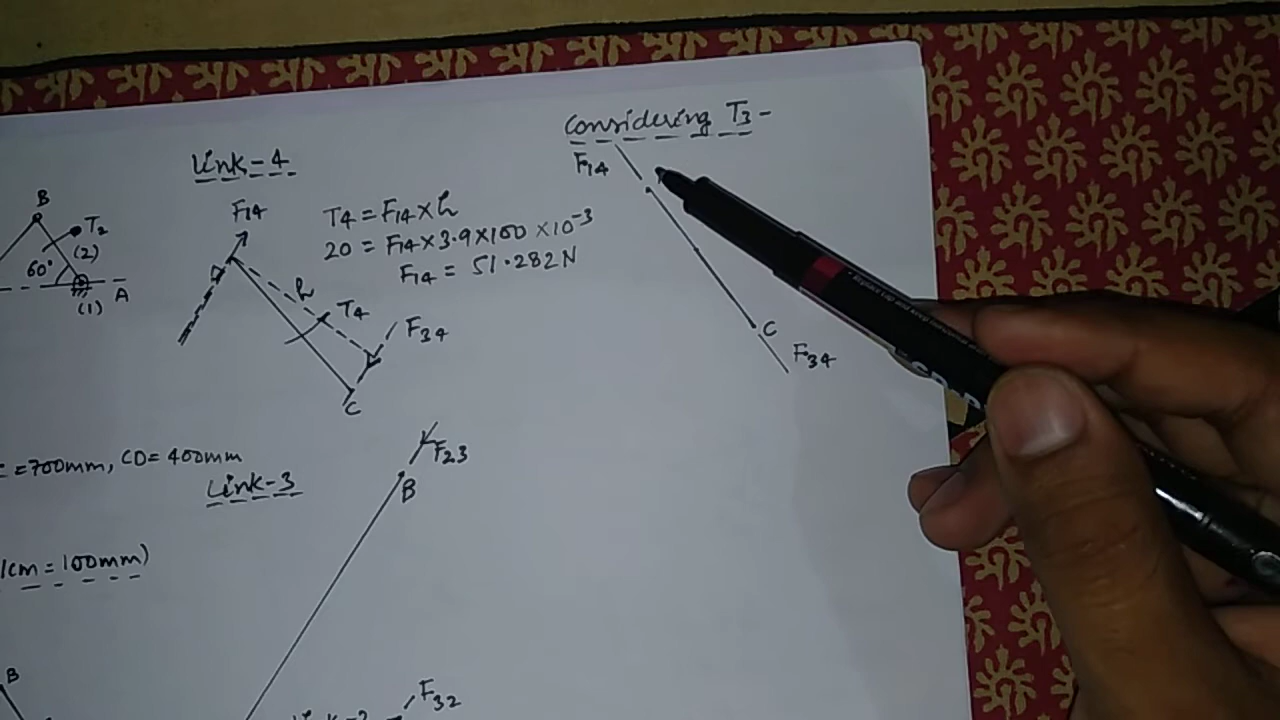 Considering T3 -
F14
C
F34
Link-4
F14
T4 = F14 × h
20 = F14 × 3.9 × 100 × 10⁻³
F14 = 51.282 N
h
T4
F34
C
B
T2
(2)
60°
A
(1)
= 700mm, CD = 400mm
Link-3
F23
B
1cm = 100mm)
B
F32